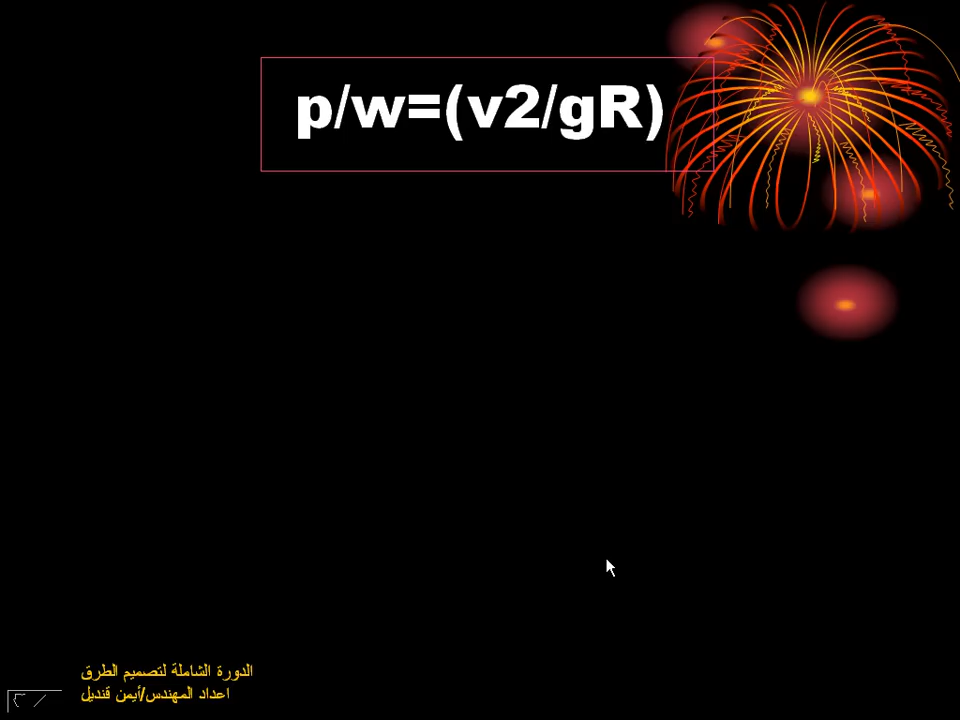 p/w=(v2/gR)
الدورة الشاملة لتصميم الطرق
اعداد المهندس/أيمن قنديل